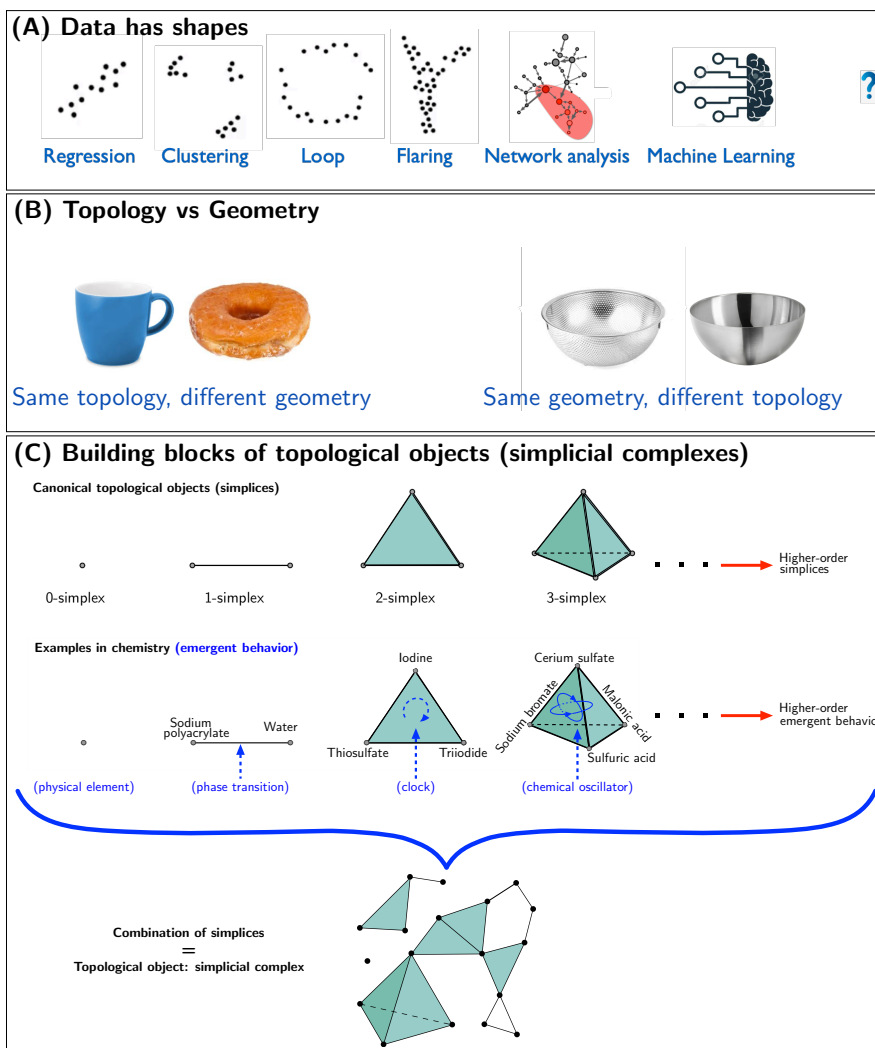 (A) Data has shapes
Regression
Clustering
Loop
Flaring
Network analysis
Machine Learning
?
(B) Topology vs Geometry
Same topology, different geometry
Same geometry, different topology
(C) Building blocks of topological objects (simplicial complexes)
Canonical topological objects (simplices)
0-simplex
1-simplex
2-simplex
3-simplex
Higher-order
simplices
Examples in chemistry (emergent behavior)
Sodium
polyacrylate
Water
Iodine
Thiosulfate
Triiodide
Cerium sulfate
Sodium bromate
Malonic acid
Sulfuric acid
Higher-order
emergent behavio
(physical element)
(phase transition)
(clock)
(chemical oscillator)
Combination of simplices
=
Topological object: simplicial complex